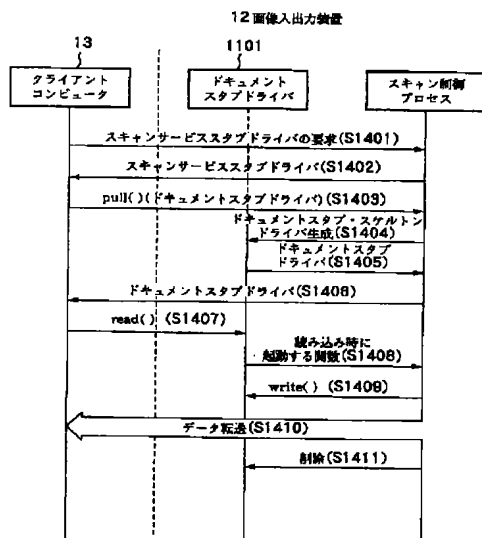 12 画像入出力装置
13
1101
クライアント
コンピュータ
ドキュメント
スタブドライバ
スキャン制御
プロセス
スキャンサービススタブドライバの要求(S1401)
スキャンサービススタブドライバ(S1402)
pull()(ドキュメントスタブドライバ)(S1403)
ドキュメントスタブ・スケルトン
ドライバ生成(S1404)
ドキュメントスタブ
ドライバ(S1405)
ドキュメントスタブドライバ(S1406)
read() (S1407)
読み込み時に
起動する関数(S1408)
write() (S1409)
データ転送(S1410)
削除(S1411)